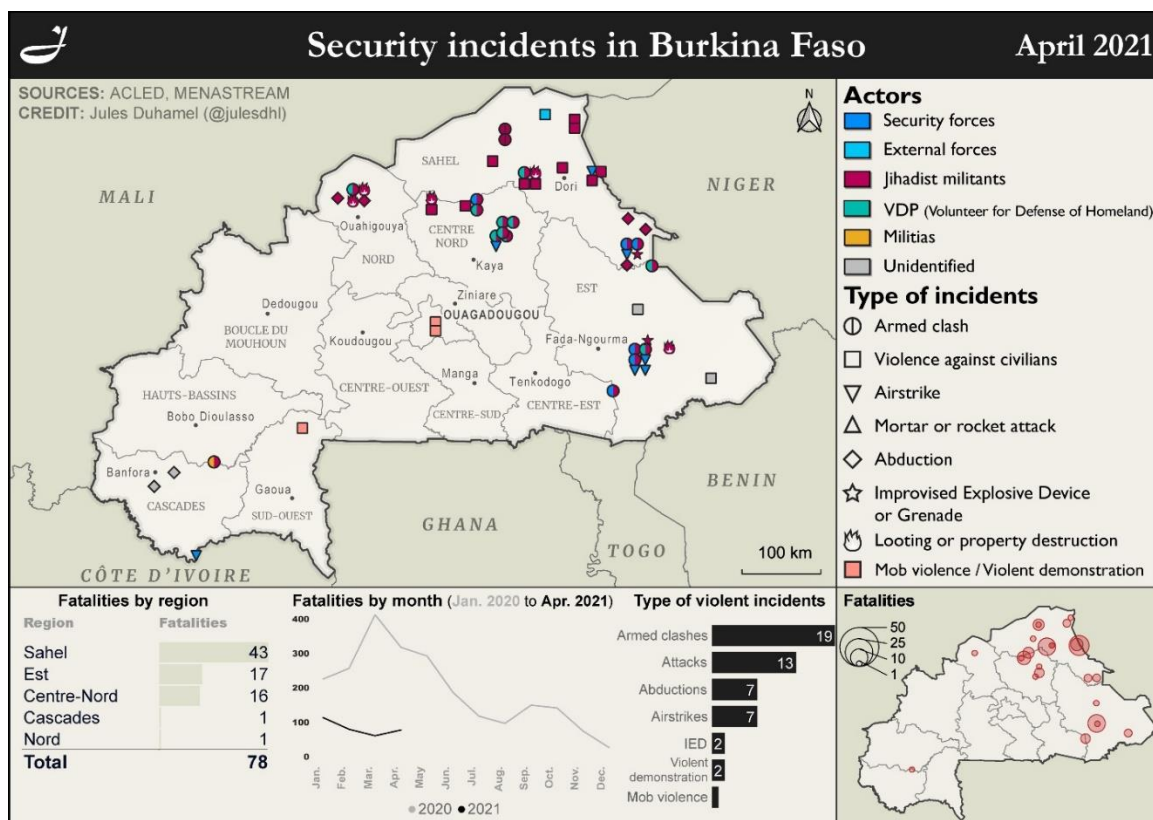 Security incidents in Burkina Faso
April 2021
SOURCES: ACLED, MENASTREAM
CREDIT: Jules Duhamel (@julesdhl)
N
MALI
NIGER
BENIN
TOGO
GHANA
CÔTE D'IVOIRE
SAHEL
Dori
Ouahigouya
NORD
CENTRE
NORD
Kaya
EST
Dedougou
BOUCLE DU
MOUHOUN
Ziniare
OUAGADOUGOU
Koudougou
Fada-Ngourma
Manga
Tenkodogo
CENTRE-OUEST
CENTRE-SUD
CENTRE-EST
HAUTS-BASSINS
Bobo Dioulasso
Banfora
CASCADES
Gaoua
SUD-OUEST
100 km
Actors
Security forces
External forces
Jihadist militants
VDP (Volunteer for Defense of Homeland)
Militias
Unidentified
Type of incidents
Armed clash
Violence against civilians
Airstrike
Mortar or rocket attack
Abduction
Improvised Explosive Device
or Grenade
Looting or property destruction
Mob violence / Violent demonstration
Fatalities by region
Region Fatalities
Sahel 43
Est 17
Centre-Nord 16
Cascades 1
Nord 1
Total 78
Fatalities by month (Jan. 2020 to Apr. 2021)
400
300
200
100
0
Jan.
Feb.
Mar.
Apr.
May
Jun.
Jul.
Aug.
Sep.
Oct.
Nov.
Dec.
2020 2021
Type of violent incidents
Armed clashes 19
Attacks 13
Abductions 7
Airstrikes 7
IED 2
Violent
demonstration 2
Mob violence
Fatalities
50
25
10
1